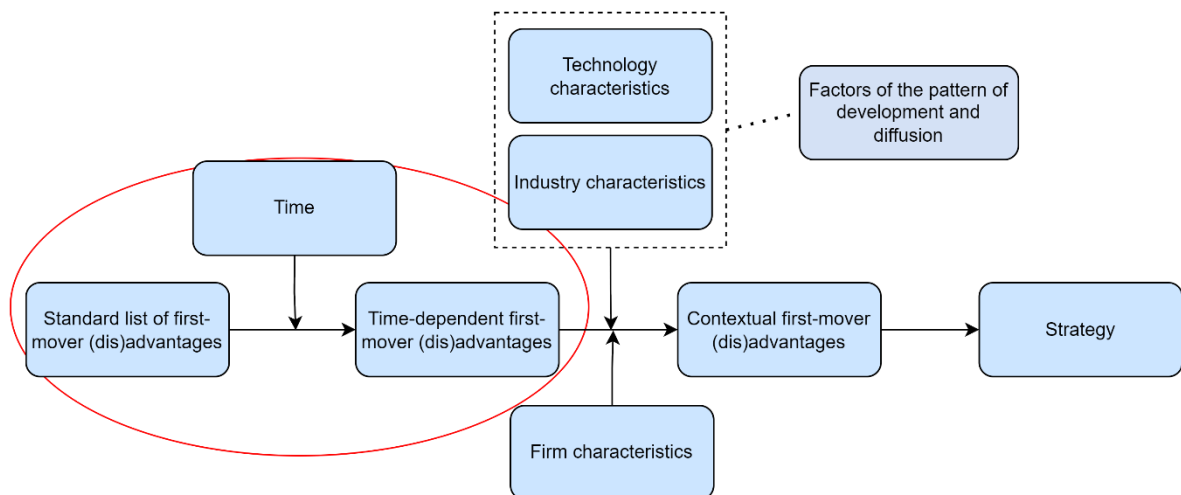 Technology
characteristics
Factors of the pattern of
development and
diffusion
Industry characteristics
Time
Standard list of first-
mover (dis)advantages
Time-dependent first-
mover (dis)advantages
Contextual first-mover
(dis)advantages
Strategy
Firm characteristics